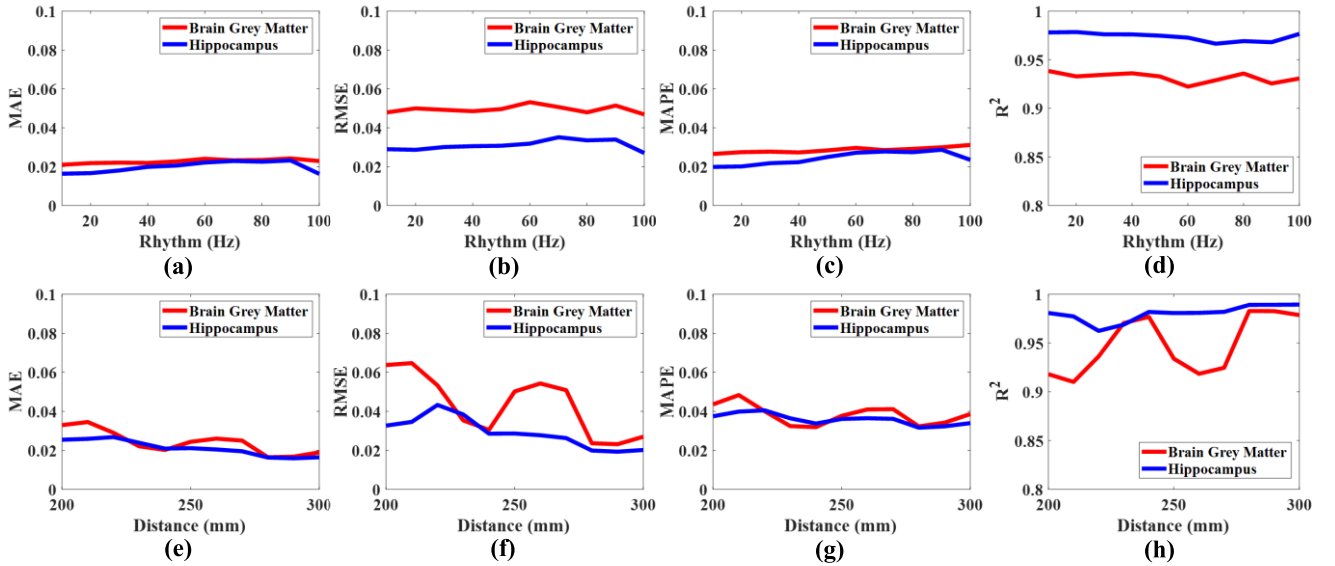 0.1
0.08
0.06
0.04
0.02
0
MAE
Brain Grey Matter
Hippocampus
20 40 60 80 100
Rhythm (Hz)
(a)
0.1
0.08
0.06
0.04
0.02
0
RMSE
Brain Grey Matter
Hippocampus
20 40 60 80 100
Rhythm (Hz)
(b)
0.1
0.08
0.06
0.04
0.02
0
MAPE
Brain Grey Matter
Hippocampus
20 40 60 80 100
Rhythm (Hz)
(c)
1
0.95
0.9
0.85
0.8
R²
Brain Grey Matter
Hippocampus
20 40 60 80 100
Rhythm (Hz)
(d)
0.1
0.08
0.06
0.04
0.02
0
MAE
Brain Grey Matter
Hippocampus
200 250 300
Distance (mm)
(e)
0.1
0.08
0.06
0.04
0.02
0
RMSE
Brain Grey Matter
Hippocampus
200 250 300
Distance (mm)
(f)
0.1
0.08
0.06
0.04
0.02
0
MAPE
Brain Grey Matter
Hippocampus
200 250 300
Distance (mm)
(g)
1
0.95
0.9
0.85
0.8
R²
Brain Grey Matter
Hippocampus
200 250 300
Distance (mm)
(h)